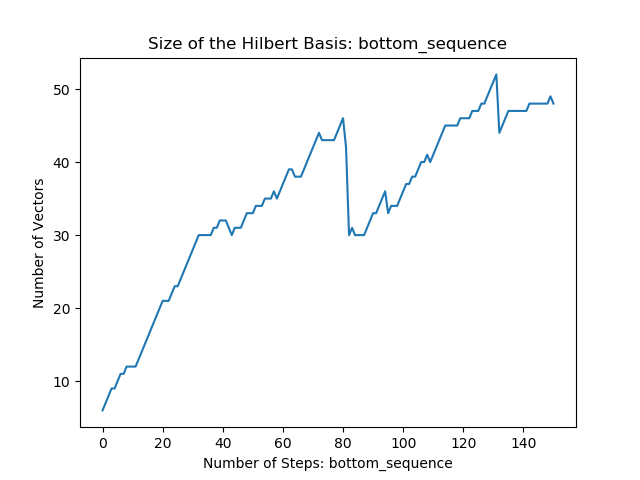 Size of the Hilbert Basis: bottom_sequence
Number of Vectors
50
40
30
20
10
0 20 40 60 80 100 120 140
Number of Steps: bottom_sequence